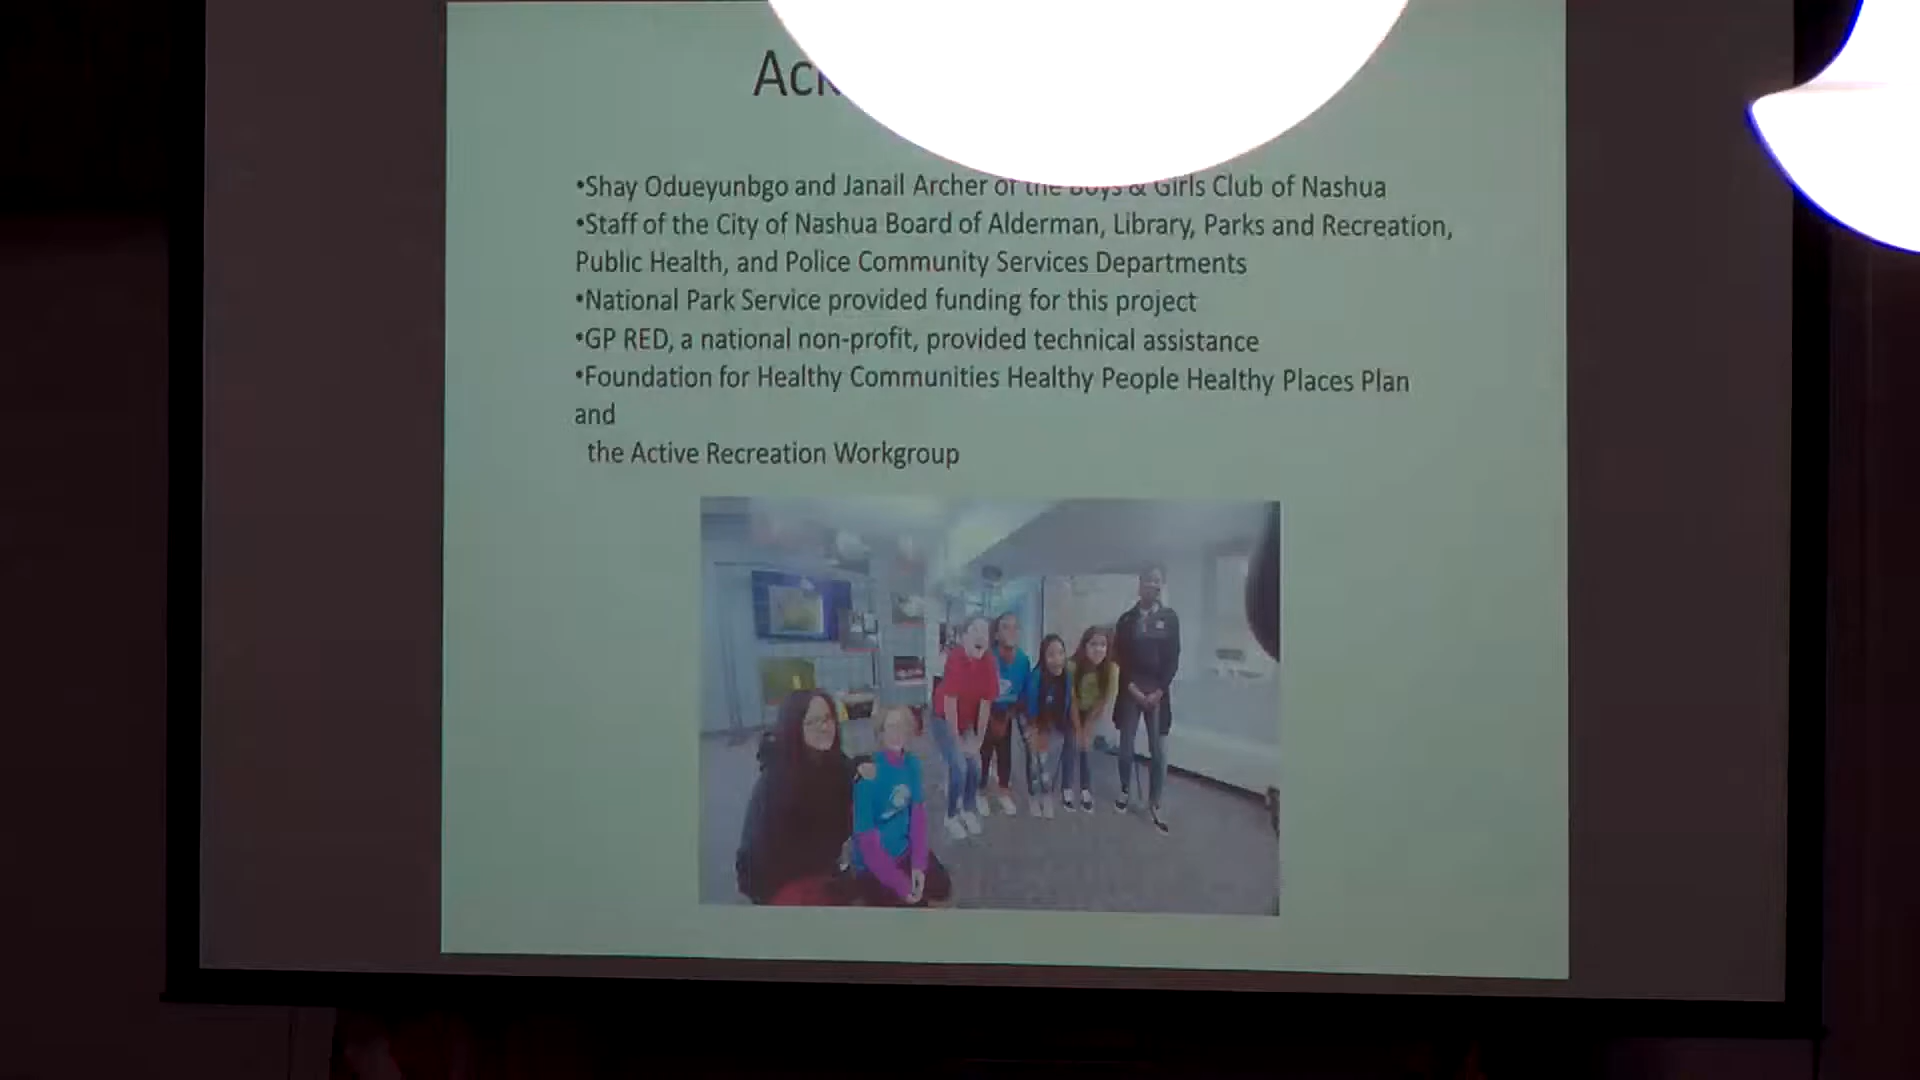 •Shay Odueyunbgo and Janail Archer of the Boys & Girls Club of Nashua
•Staff of the City of Nashua Board of Alderman, Library, Parks and Recreation,
Public Health, and Police Community Services Departments
•National Park Service provided funding for this project
•GP RED, a national non-profit, provided technical assistance
•Foundation for Healthy Communities Healthy People Healthy Places Plan
and
the Active Recreation Workgroup